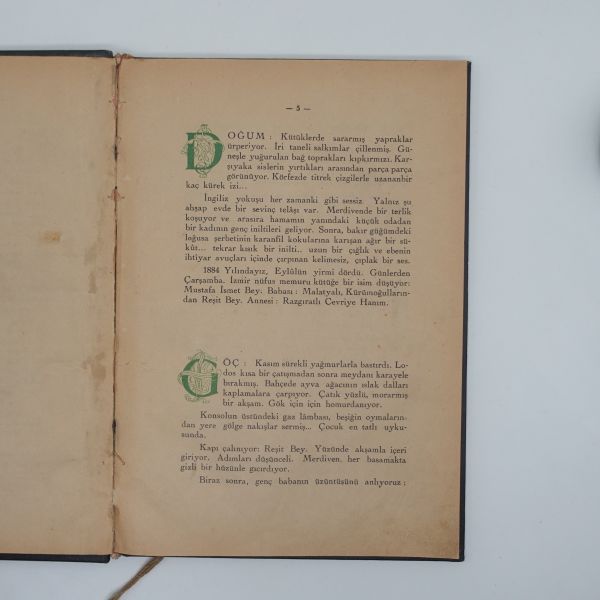 — 5 —
DOĞUM : Kütüklerde sararmış yapraklar
ürperiyor. İri taneli salkımlar çillenmiş. Gü-
neşle yuğurulan bağ toprakları kıpkırmızı. Kar-
şıyaka sislerin yırtıkları arasından parça parça
görünüyor. Körfezde titrek çizgilerle uzananbir
kaç kürek izi...
İngiliz yokuşu her zamanki gibi sessiz Yalnız şu
ahşap evde bir sevinç telâşı var. Merdivende bir terlik
koşuyor ve arasıra hamamın yanındaki küçük odadan
bir kadının genç iniltileri geliyor. Sonra, bakır güğümdeki
loğusa şerbetinin karanfil kokularına karışan ağır bir sü-
kût... tekrar kısık bir inilti.. uzun bir çığlık ve ebenin
ihtiyar avuçları içinde çırpınan kelimesiz, çıplak bir ses.
1884 Yılındayız, Eylülün yirmi dördü. Günlerden
Çarşamba. İzmir nüfus memuru kütüğe bir isim düşüyor:
Mustafa İsmet Bey. Babası : Malatyalı, Kürümoğulların-
dan Reşit Bey. Annesi : Razgıratlı Cevriye Hanım.
GÖÇ : Kasım sürekli yağmurlarla bastırdı. Lo-
dos kısa bir çatışmadan sonra meydanı karayele
bırakmış. Bahçede ayva ağacının ıslak dalları
kaplamalara çarpıyor. Çatık yüzlü, morarmış
bir akşam. Gök için için homurdanıyor.
Konsolun üstündeki gaz lâmbası, beşiğin oymaların-
dan yere gölge nakışlar sermiş... Çocuk en tatlı uyku-
sunda.
Kapı çalınıyor: Reşit Bey. Yüzünde akşamla içeri
giriyor. Adımları düşünceli. Merdiven. her basamakta
gizli bir hüzünle gıcırdıyor.
Biraz sonra, genç babanın üzüntüsünü anlıyoruz :